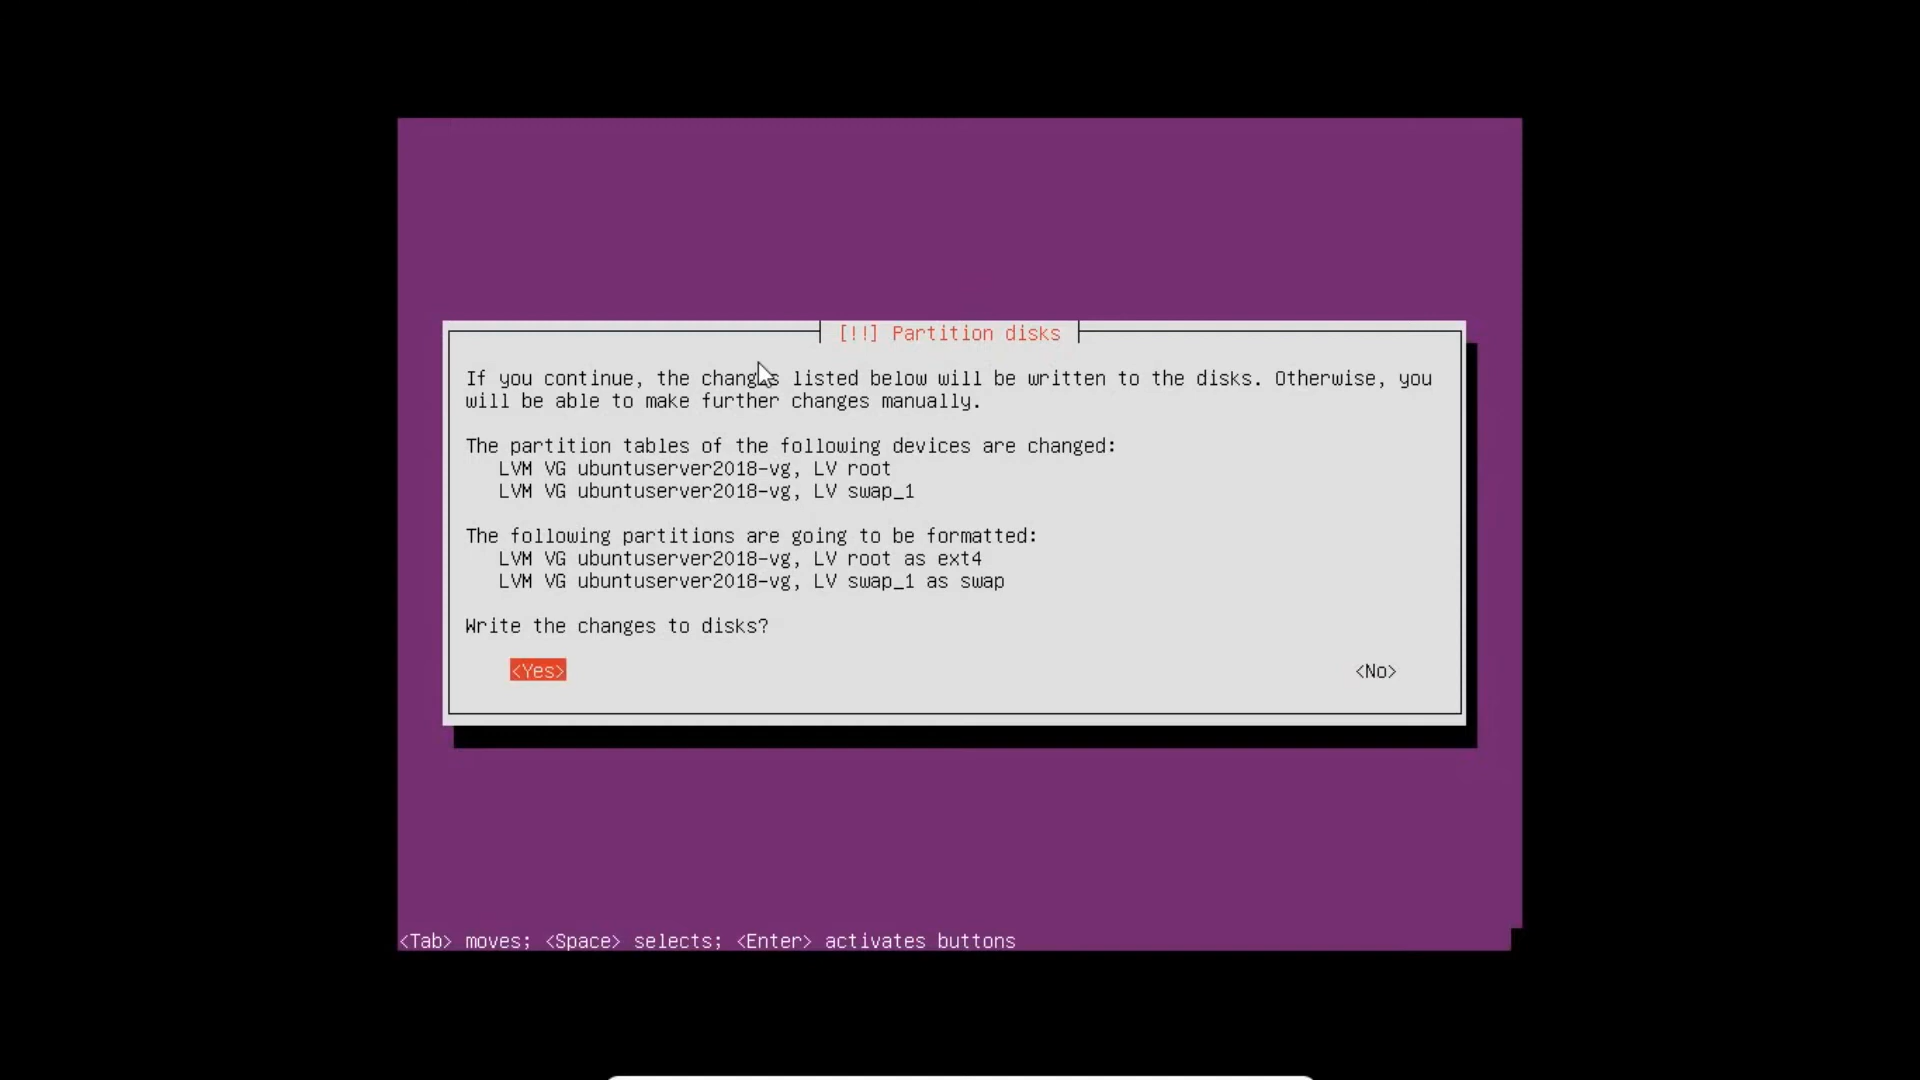 [!!] Partition disks
If you continue, the changes listed below will be written to the disks. Otherwise, you
will be able to make further changes manually.
The partition tables of the following devices are changed:
LVM VG ubuntuserver2018-vg, LV root
LVM VG ubuntuserver2018-vg, LV swap_1
The following partitions are going to be formatted:
LVM VG ubuntuserver2018-vg, LV root as ext4
LVM VG ubuntuserver2018-vg, LV swap_1 as swap
Write the changes to disks?
<Yes> <No>
<Tab> moves; <Space> selects; <Enter> activates buttons